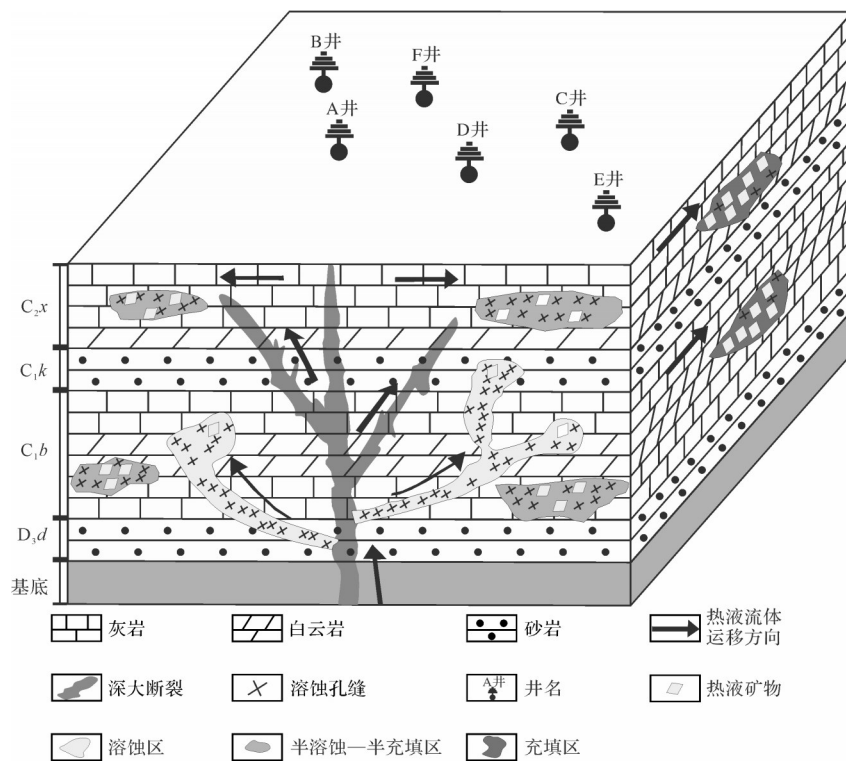 B井
F井
C井
A井
D井
E井
C₂x
C₁k
C₁b
D₃d
基底
灰岩
白云岩
砂岩
热液流体
运移方向
深大断裂
溶蚀孔缝
A井
井名
热液矿物
溶蚀区
半溶蚀—半充填区
充填区